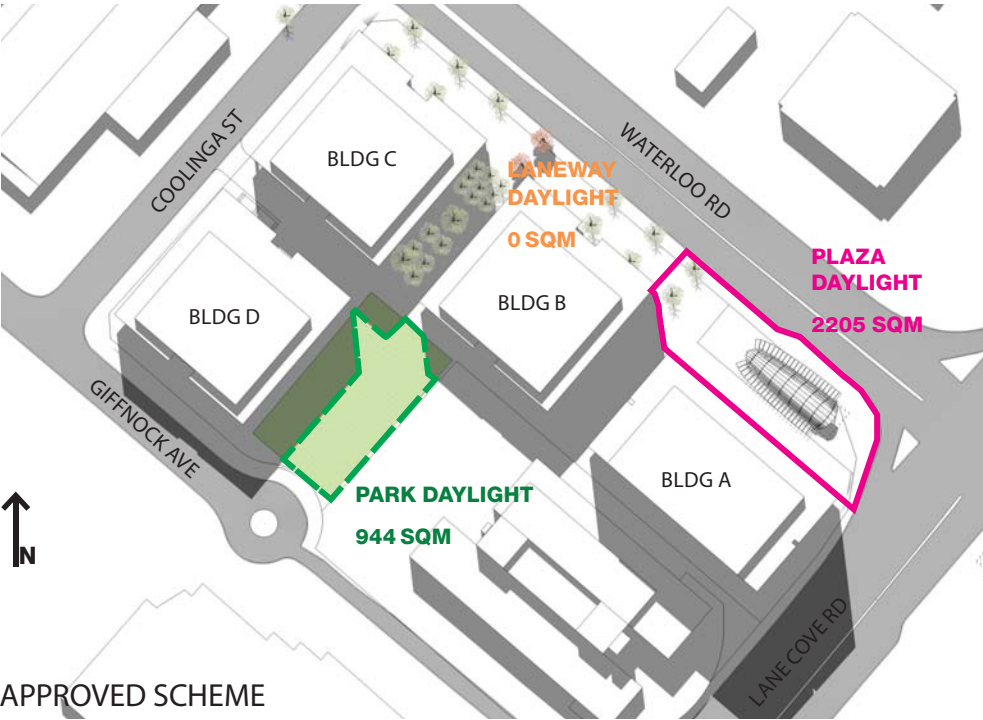 COOLINGA ST
BLDG C
WATERLOO RD
LANEWAY
DAYLIGHT
0 SQM
PLAZA
DAYLIGHT
2205 SQM
BLDG D
BLDG B
GIFFNOCK AVE
BLDG A
PARK DAYLIGHT
944 SQM
N
LANE COVE RD
APPROVED SCHEME